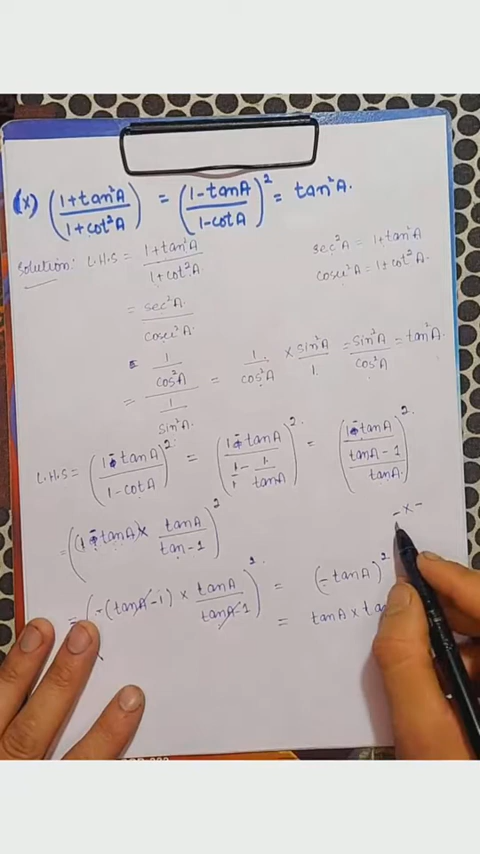 (x) (1+tan²A / 1+cot²A) = (1-tanA / 1-cotA)² = tan²A.
Solution: L.H.S = 1+tan²A / 1+cot²A
sec²A = 1+tan²A
cosec²A = 1+cot²A.
= sec²A. / cosec²A.
= (1 / cos²A) / (1 / sin²A.) = 1 / cos²A × sin²A / 1 = sin²A / cos²A = tan²A.
L.H.S = (1-tanA / 1-cotA)² = (1-tanA / 1/1 - 1/tanA)² = (1-tanA / (tanA-1 / tanA))².
= ((1-tanA) × tanA / tan-1)²
- × -
= (-(tanA-1) × tanA / tanA-1)² = (-tanA)²
= tanA ×